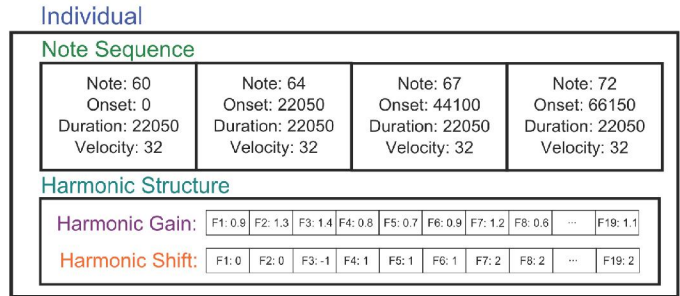 Individual
Note Sequence
Note: 60
Onset: 0
Duration: 22050
Velocity: 32
Note: 64
Onset: 22050
Duration: 22050
Velocity: 32
Note: 67
Onset: 44100
Duration: 22050
Velocity: 32
Note: 72
Onset: 66150
Duration: 22050
Velocity: 32
Harmonic Structure
Harmonic Gain: F1: 0.9 F2: 1.3 F3: 1.4 F4: 0.8 F5: 0.7 F6: 0.9 F7: 1.2 F8: 0.6 ... F19: 1.1
Harmonic Shift: F1: 0 F2: 0 F3: -1 F4: 1 F5: 1 F6: 1 F7: 2 F8: 2 ... F19: 2